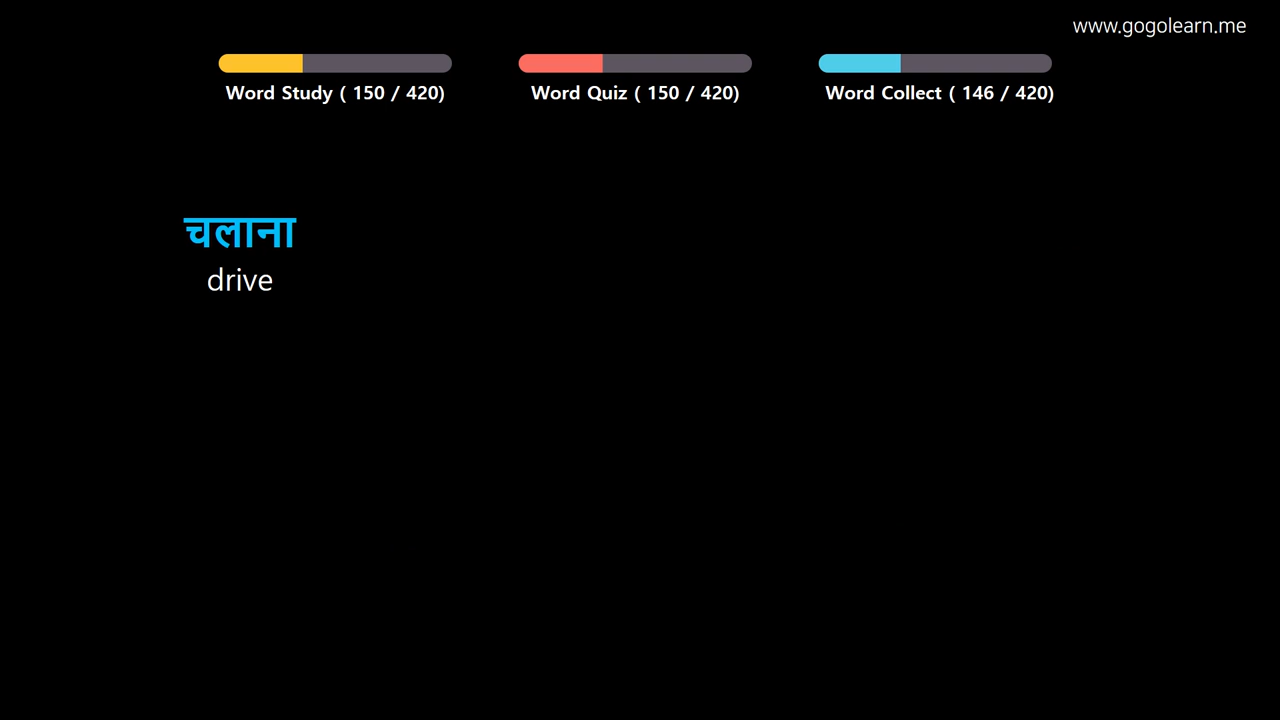 www.gogolearn.me
Word Study ( 150 / 420)
Word Quiz ( 150 / 420)
Word Collect ( 146 / 420)
चलाना
drive